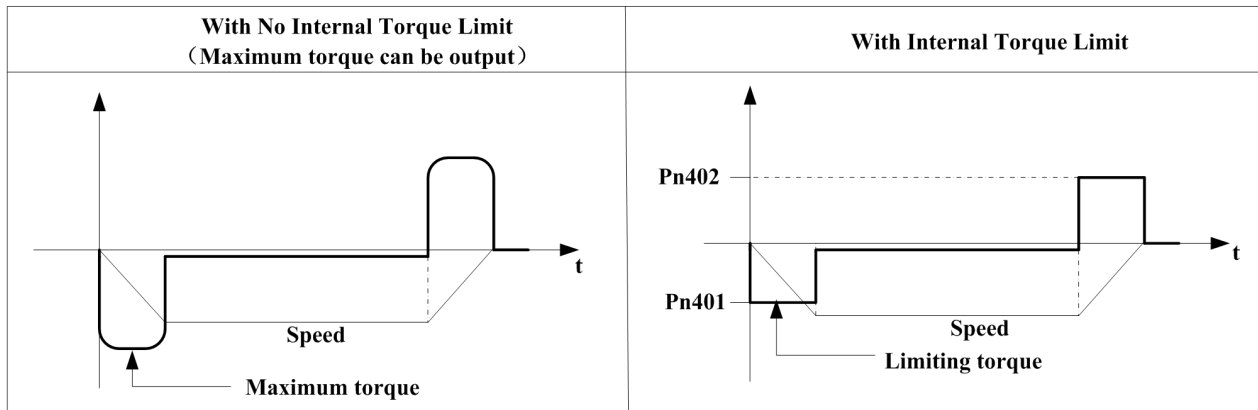 With No Internal Torque Limit
（Maximum torque can be output）
With Internal Torque Limit
t
Speed
Maximum torque
Pn402
t
Pn401
Speed
Limiting torque